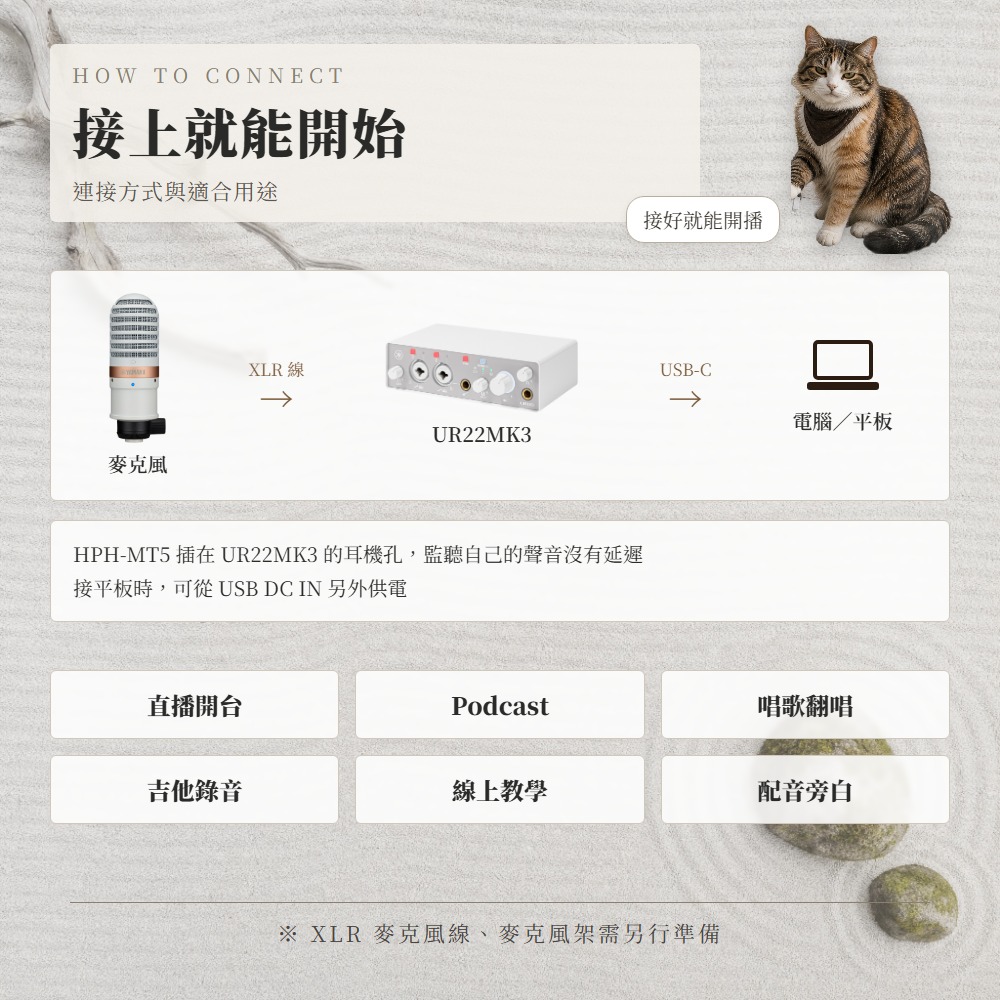 HOW TO CONNECT
接上就能開始
連接方式與適合用途
接好就能開播
XLR 線
USB-C
麥克風
UR22MK3
電腦／平板
HPH-MT5 插在 UR22MK3 的耳機孔，監聽自己的聲音沒有延遲
接平板時，可從 USB DC IN 另外供電
直播開台
Podcast
唱歌翻唱
吉他錄音
線上教學
配音旁白
※ XLR 麥克風線、麥克風架需另行準備